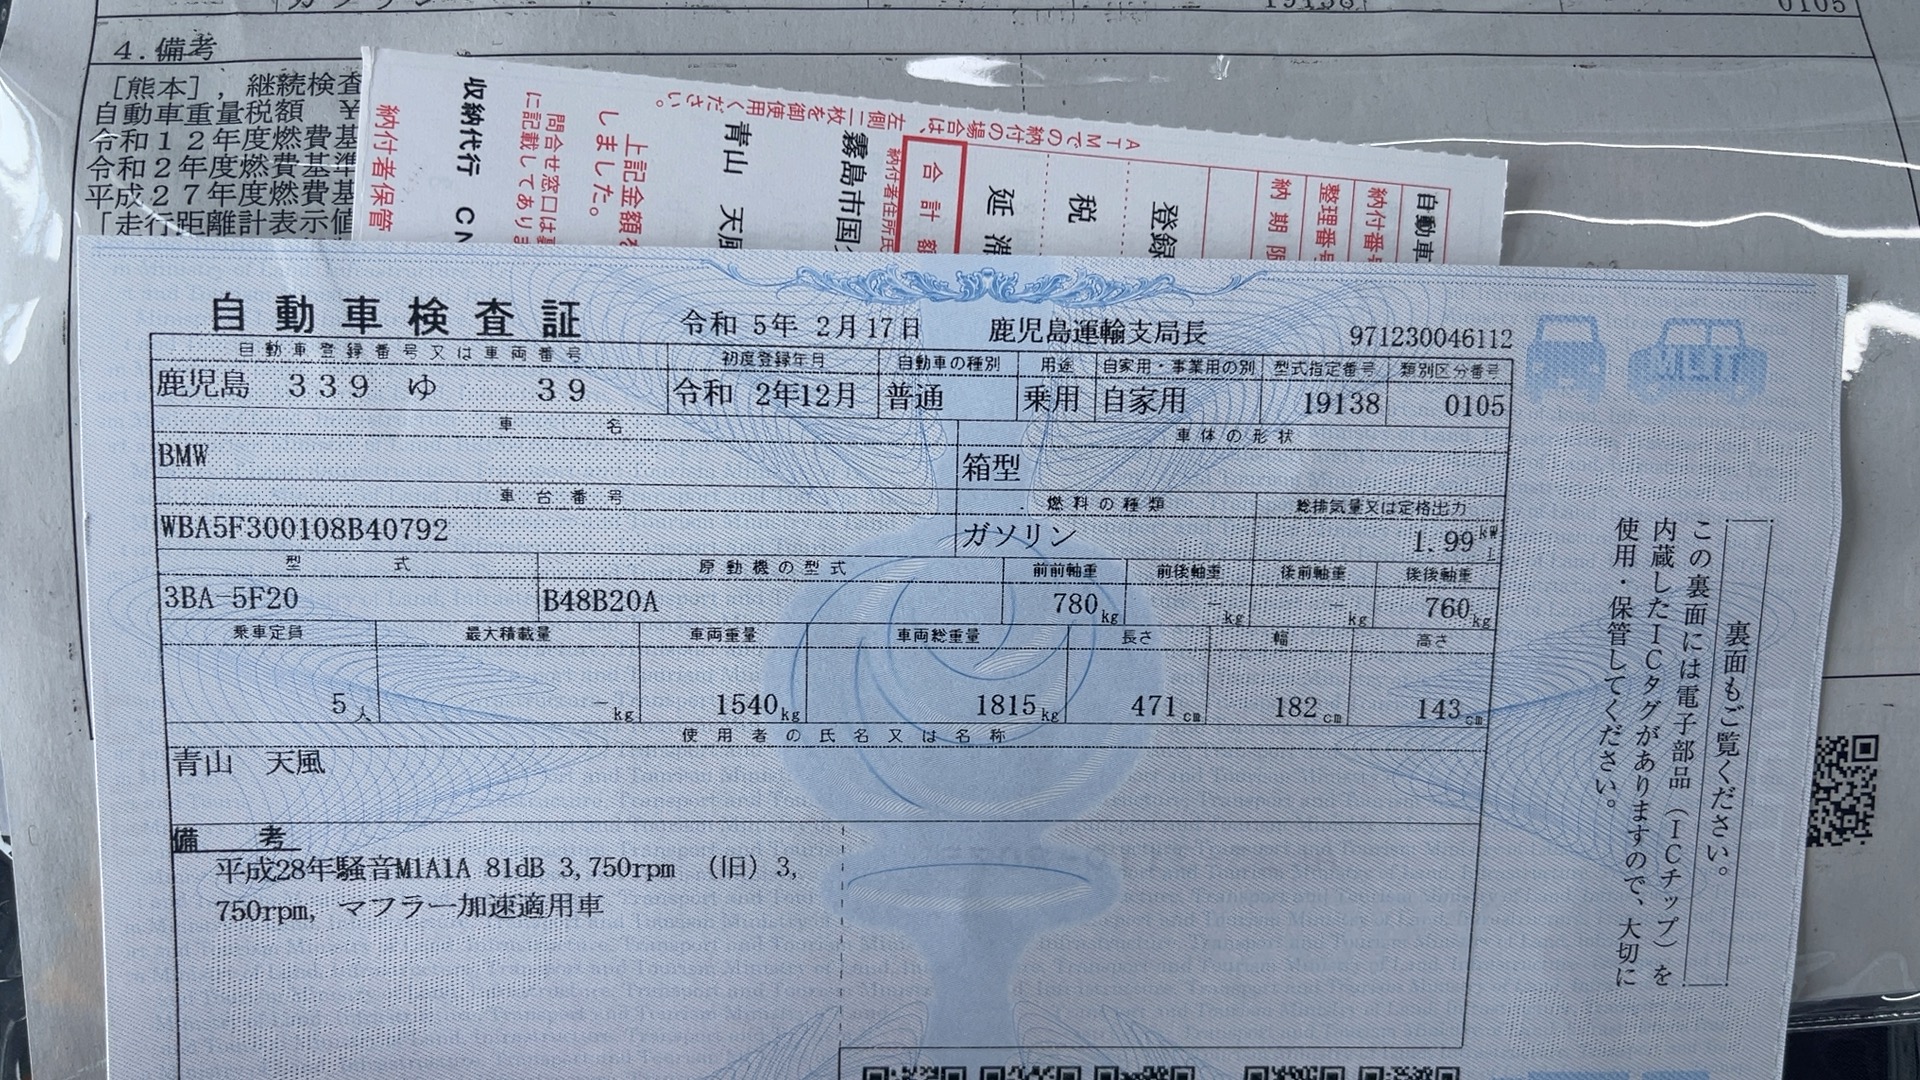 ガソリン 19138 0105
4.備考
[熊本],継続検査
自動車重量税額 ¥
令和12年度燃費基
令和2年度燃費基準
平成27年度燃費基
「走行距離計表示値
自動車
納付番号
整理番号
納期限
登録
税
延滞
合計額
ATMでの納付の場合は、
左側二枚を御使用ください。
納付者住所氏
霧島市国
青山 天風
上記金額を
しました。
問合せ窓口は裏
に記載してあります
収納代行 CN
納付者保管
自動車検査証 令和 5年 2月17日 鹿児島運輸支局長 971230046112
自動車登録番号又は車両番号 初度登録年月 自動車の種別 用途 自家用・事業用の別 型式指定番号 類別区分番号
鹿児島 339 ゆ 39 令和 2年12月 普通 乗用 自家用 19138 0105
車名 車体の形状
BMW 箱型
車台番号 燃料の種類 総排気量又は定格出力
WBA5F300108B40792 ガソリン 1.99 kW L
型式 原動機の型式 前前軸重 前後軸重 後前軸重 後後軸重
3BA-5F20 B48B20A 780kg -kg -kg 760kg
乗車定員 最大積載量 車両重量 車両総重量 長さ 幅 高さ
5人 -kg 1540kg 1815kg 471cm 182cm 143cm
使用者の氏名又は名称
青山 天風
備考
平成28年騒音M1A1A 81dB 3,750rpm (旧)3,
750rpm, マフラー加速適用車
裏面もご覧ください。
この裏面には電子部品(ICチップ)を
内蔵したICタグがありますので、大切に
使用・保管してください。